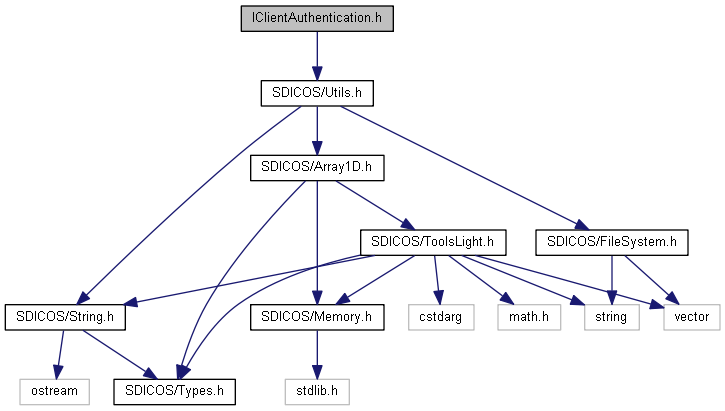 IClientAuthentication.h
SDICOS/Utils.h
SDICOS/Array1D.h
SDICOS/ToolsLight.h
SDICOS/FileSystem.h
SDICOS/String.h
SDICOS/Memory.h
cstdarg
math.h
string
vector
ostream
SDICOS/Types.h
stdlib.h